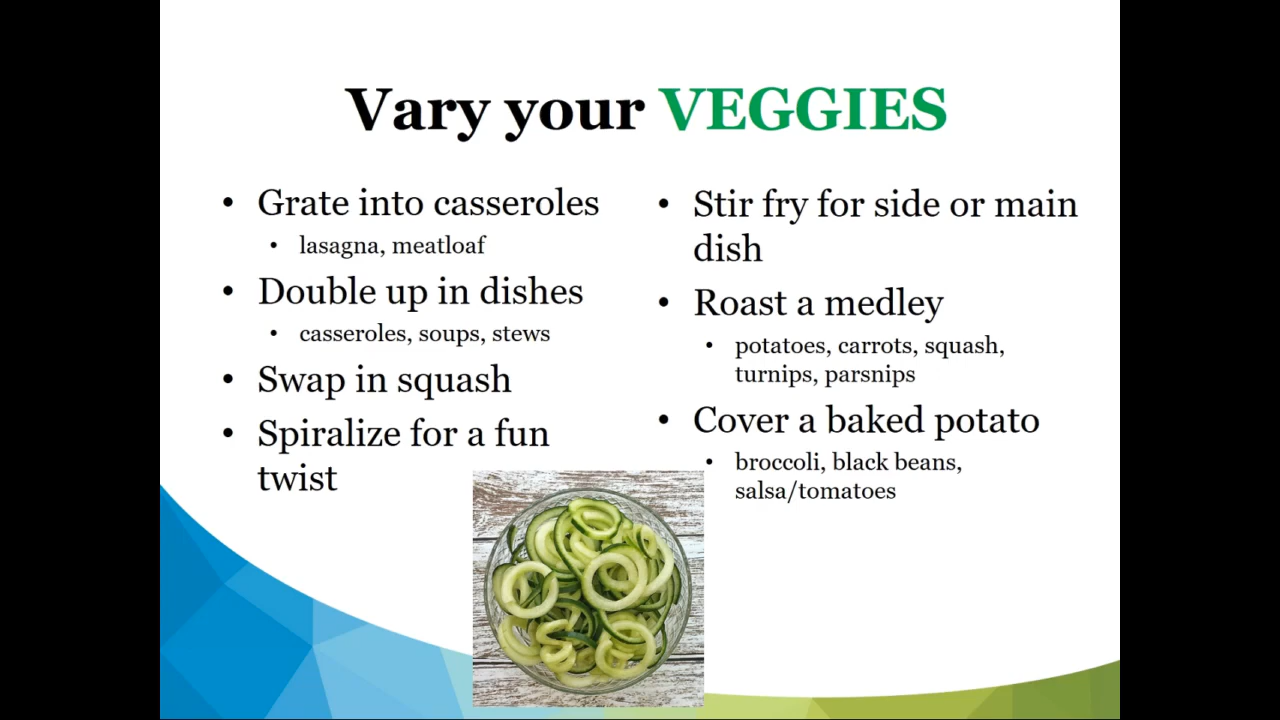 Vary your VEGGIES
• Grate into casseroles
• lasagna, meatloaf
• Double up in dishes
• casseroles, soups, stews
• Swap in squash
• Spiralize for a fun
twist
• Stir fry for side or main
dish
• Roast a medley
• potatoes, carrots, squash,
turnips, parsnips
• Cover a baked potato
• broccoli, black beans,
salsa/tomatoes